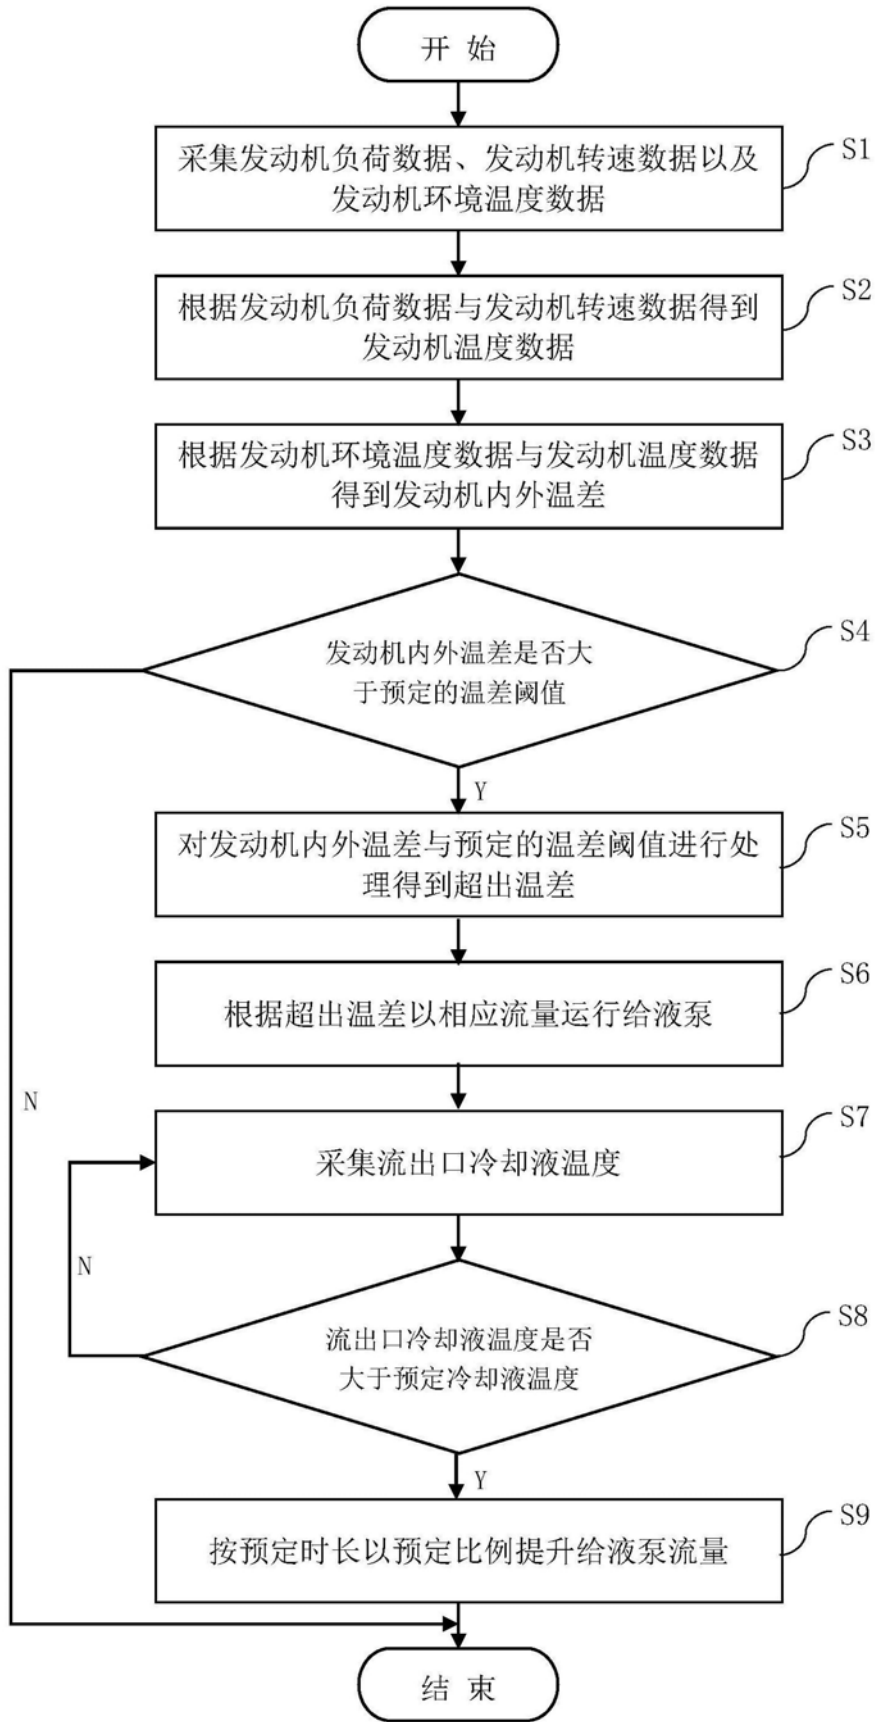 开 始
采集发动机负荷数据、发动机转速数据以及
发动机环境温度数据
S1
根据发动机负荷数据与发动机转速数据得到
发动机温度数据
S2
根据发动机环境温度数据与发动机温度数据
得到发动机内外温差
S3
发动机内外温差是否大
于预定的温差阈值
S4
Y
对发动机内外温差与预定的温差阈值进行处
理得到超出温差
S5
根据超出温差以相应流量运行给液泵
S6
N
采集流出口冷却液温度
S7
N
流出口冷却液温度是否
大于预定冷却液温度
S8
Y
按预定时长以预定比例提升给液泵流量
S9
结 束